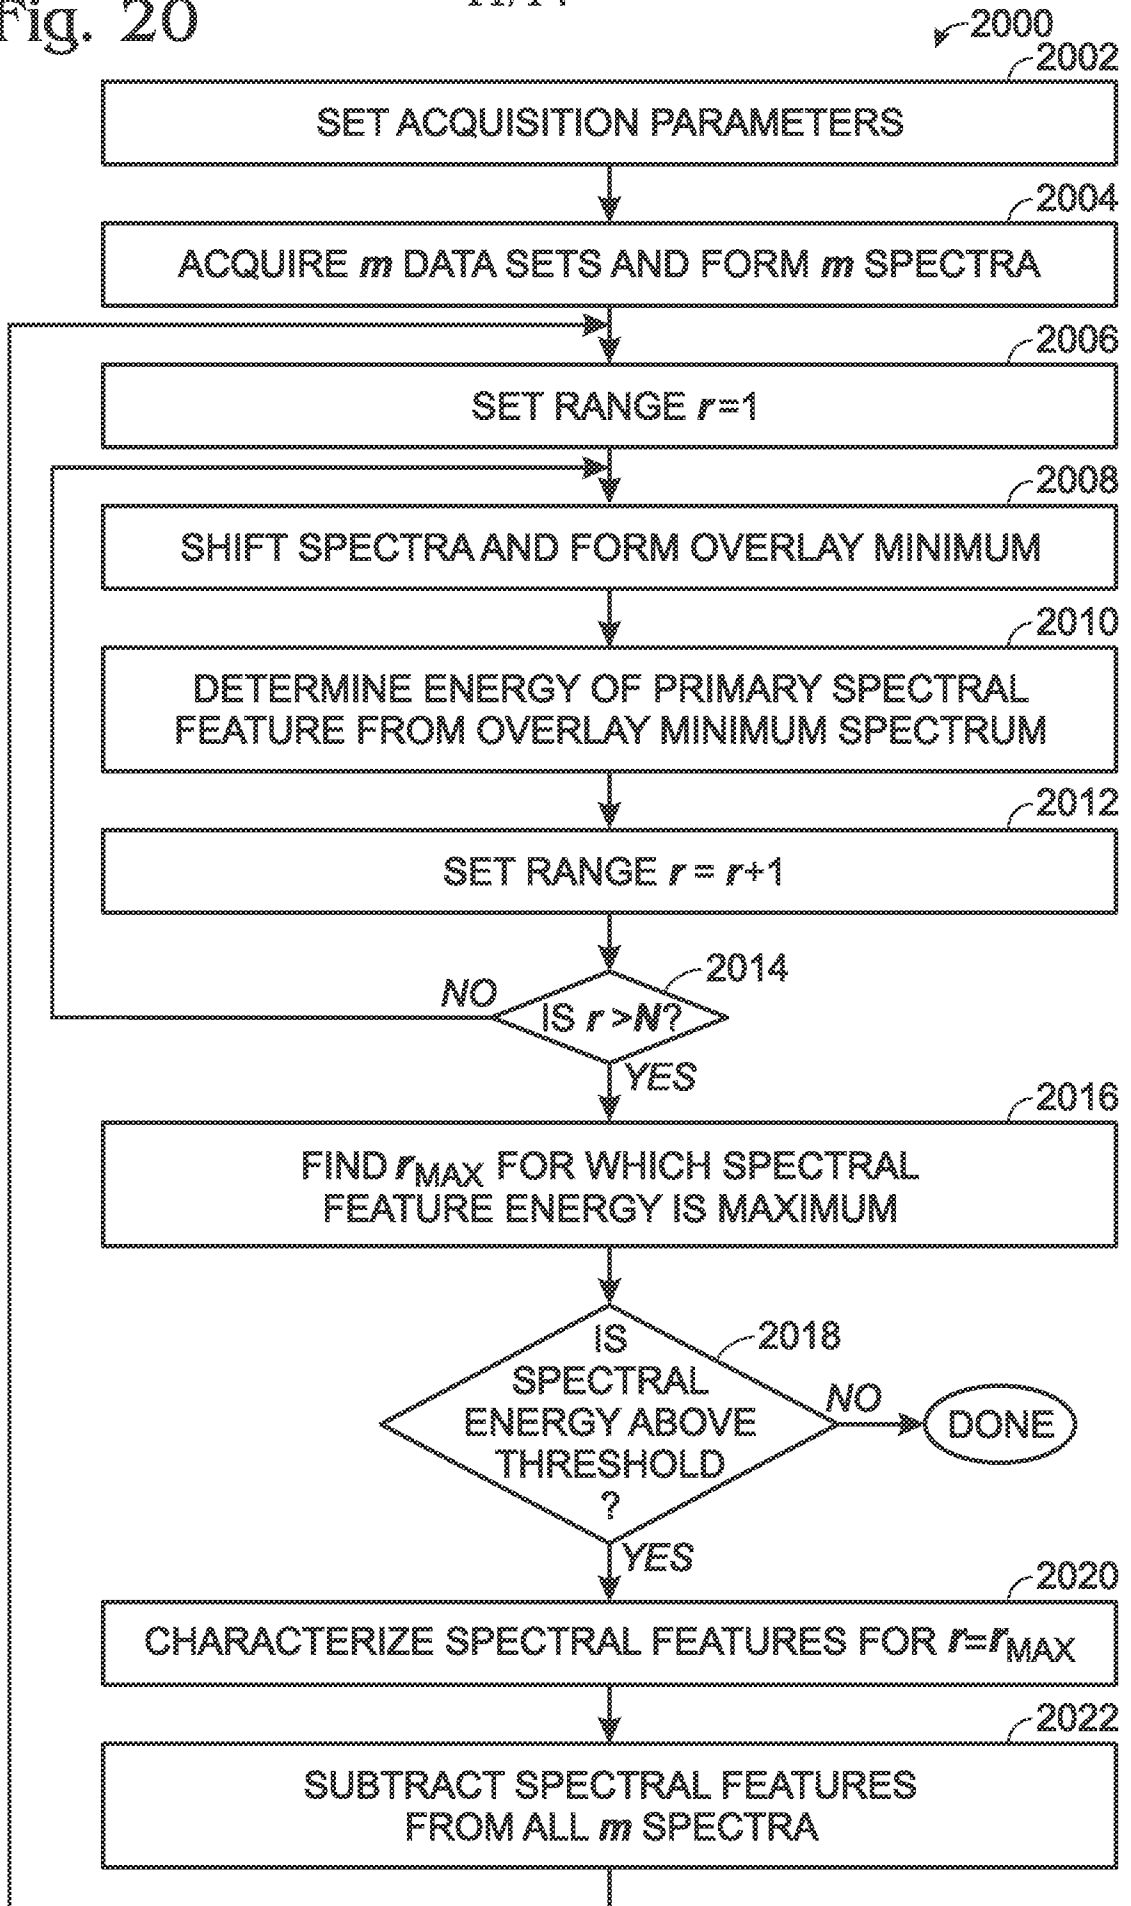 Fig. 20
2000
2002
SET ACQUISITION PARAMETERS
2004
ACQUIRE m DATA SETS AND FORM m SPECTRA
2006
SET RANGE r=1
2008
SHIFT SPECTRA AND FORM OVERLAY MINIMUM
2010
DETERMINE ENERGY OF PRIMARY SPECTRAL
FEATURE FROM OVERLAY MINIMUM SPECTRUM
2012
SET RANGE r = r+1
2014
NO
IS r >N?
YES
2016
FIND rMAX FOR WHICH SPECTRAL
FEATURE ENERGY IS MAXIMUM
2018
IS
SPECTRAL
ENERGY ABOVE
THRESHOLD
?
NO
DONE
YES
2020
CHARACTERIZE SPECTRAL FEATURES FOR r=rMAX
2022
SUBTRACT SPECTRAL FEATURES
FROM ALL m SPECTRA